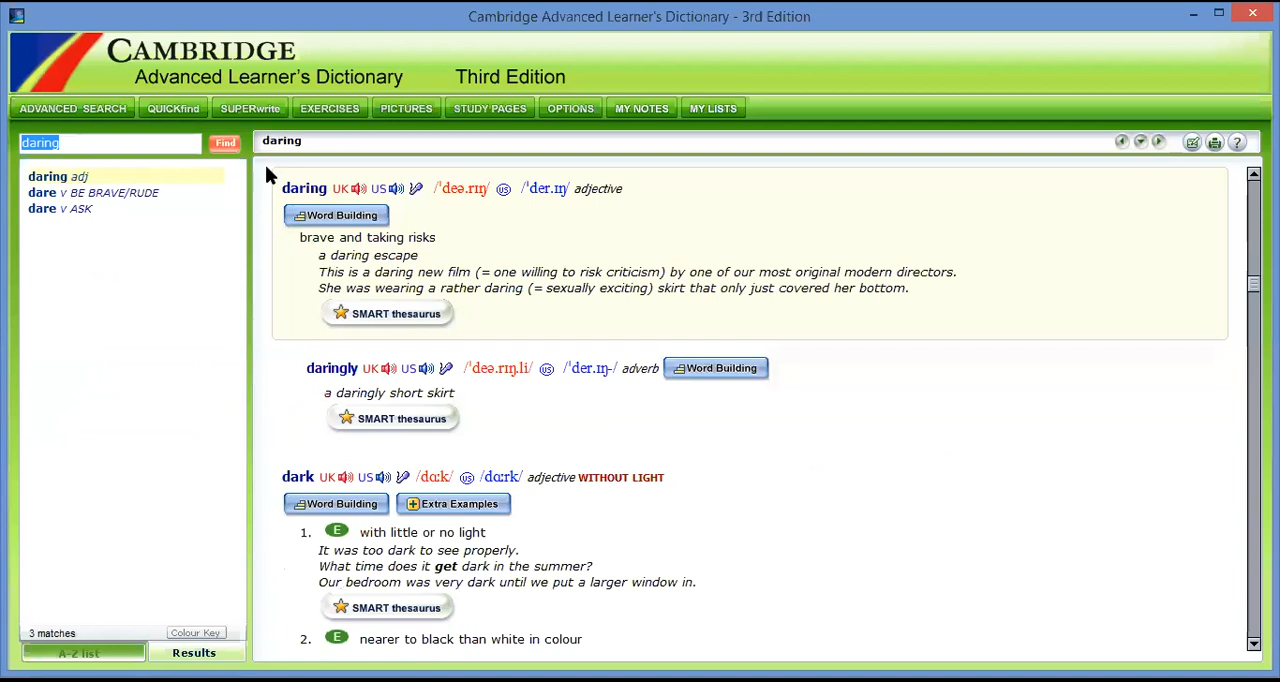 Cambridge Advanced Learner's Dictionary - 3rd Edition
CAMBRIDGE
Advanced Learner's Dictionary Third Edition
ADVANCED SEARCH QUICKfind SUPERwrite EXERCISES PICTURES STUDY PAGES OPTIONS MY NOTES MY LISTS
daring Find
daring adj
dare v BE BRAVE/RUDE
dare v ASK
3 matches Colour Key
A-Z list Results
daring ?
daring UK US /ˈdeə.rɪŋ/ US /ˈder.ɪŋ/ adjective
Word Building
brave and taking risks
a daring escape
This is a daring new film (= one willing to risk criticism) by one of our most original modern directors.
She was wearing a rather daring (= sexually exciting) skirt that only just covered her bottom.
SMART thesaurus
daringly UK US /ˈdeə.rɪŋ.li/ US /ˈder.ɪŋ-/ adverb Word Building
a daringly short skirt
SMART thesaurus
dark UK US /dɑːk/ US /dɑːrk/ adjective WITHOUT LIGHT
Word Building Extra Examples
1. E with little or no light
It was too dark to see properly.
What time does it get dark in the summer?
Our bedroom was very dark until we put a larger window in.
SMART thesaurus
2. E nearer to black than white in colour